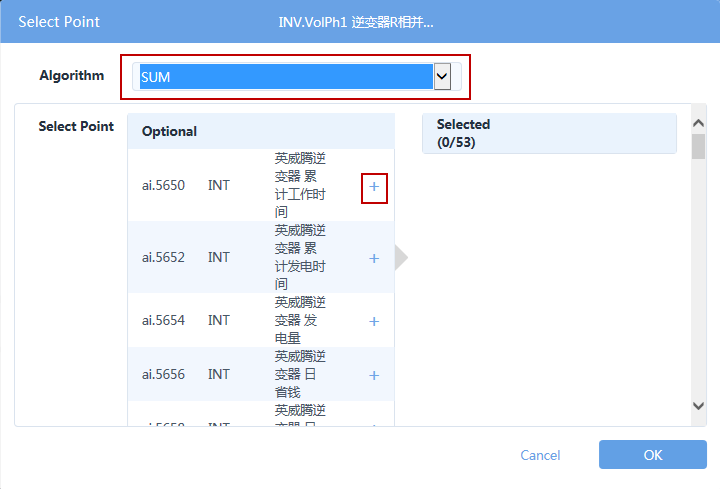 Select Point
INV.VolPh1 逆变器R相并...
Algorithm
SUM
Select Point
Optional
Selected
(0/53)
ai.5650 INT 英威腾逆
变器 累
计工作时
间
+
ai.5652 INT 英威腾逆
变器 累
计发电时
间
+
ai.5654 INT 英威腾逆
变器 发
电量
+
ai.5656 INT 英威腾逆
变器 日
省钱
+
ai.5658 INT 英威腾逆
变器 日
Cancel
OK